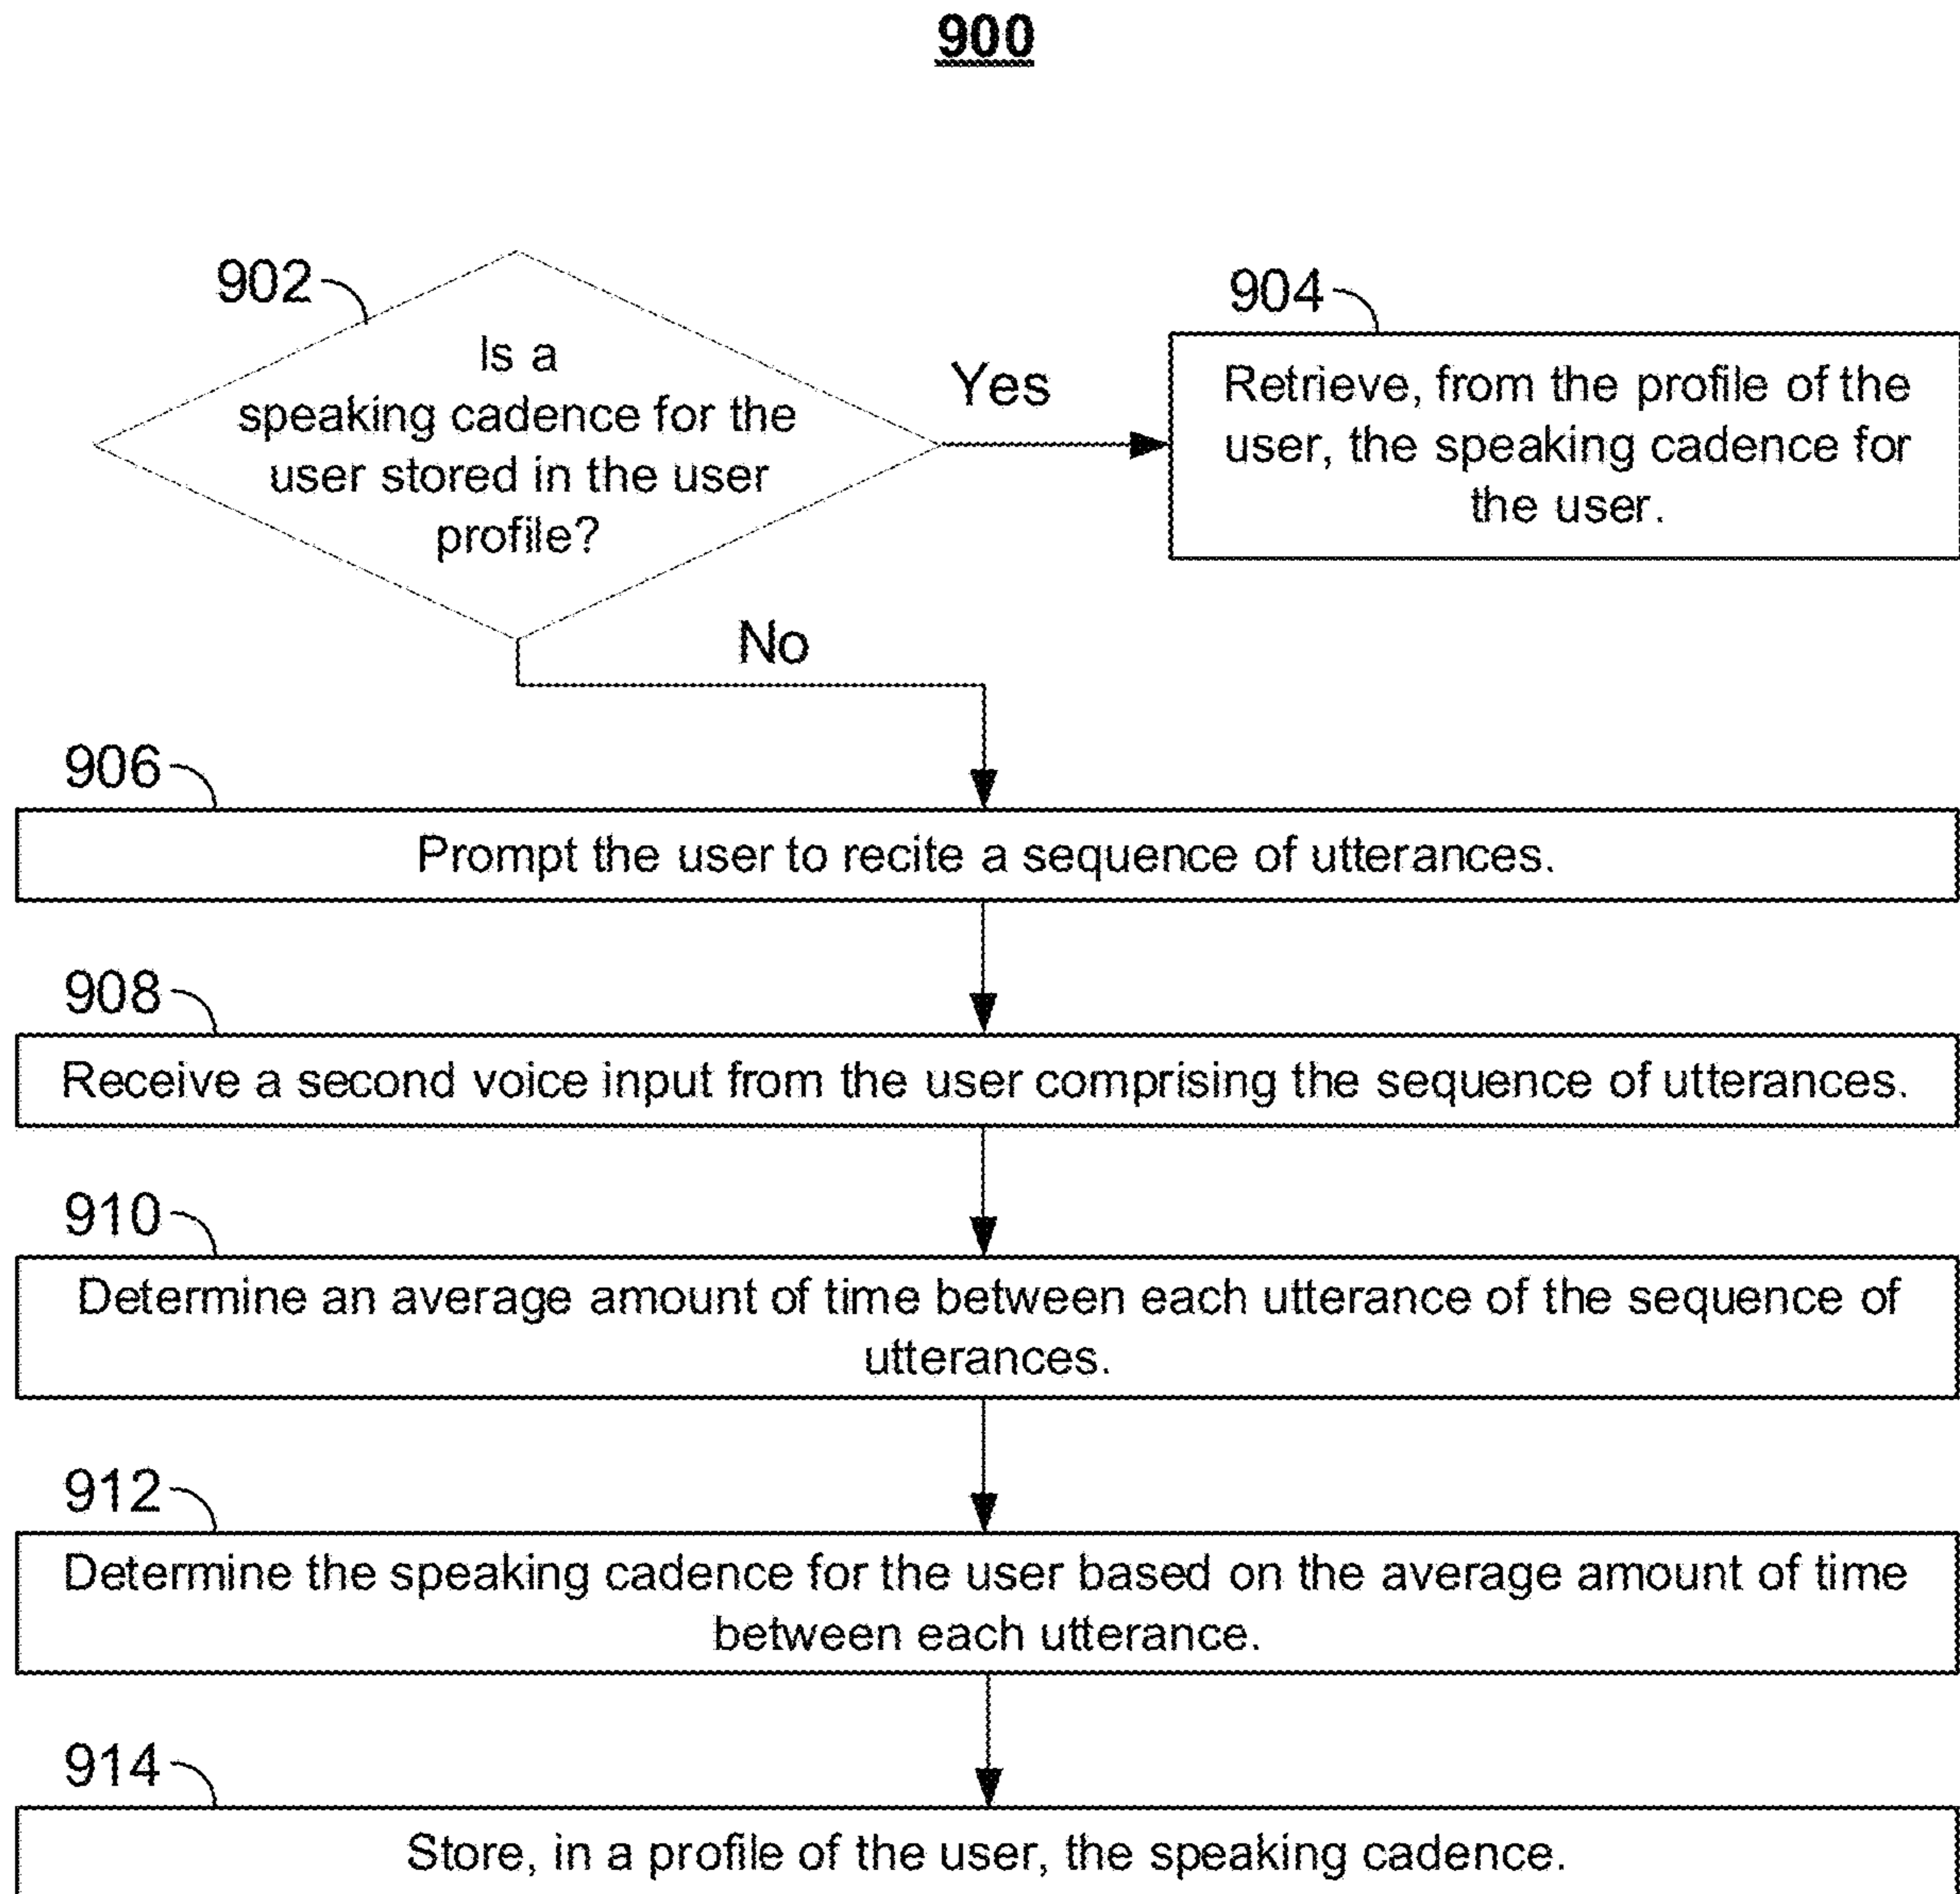 900
902
Is a
speaking cadence for the
user stored in the user
profile?
Yes
904
Retrieve, from the profile of the
user, the speaking cadence for
the user.
No
906
Prompt the user to recite a sequence of utterances.
908
Receive a second voice input from the user comprising the sequence of utterances.
910
Determine an average amount of time between each utterance of the sequence of
utterances.
912
Determine the speaking cadence for the user based on the average amount of time
between each utterance.
914
Store, in a profile of the user, the speaking cadence.